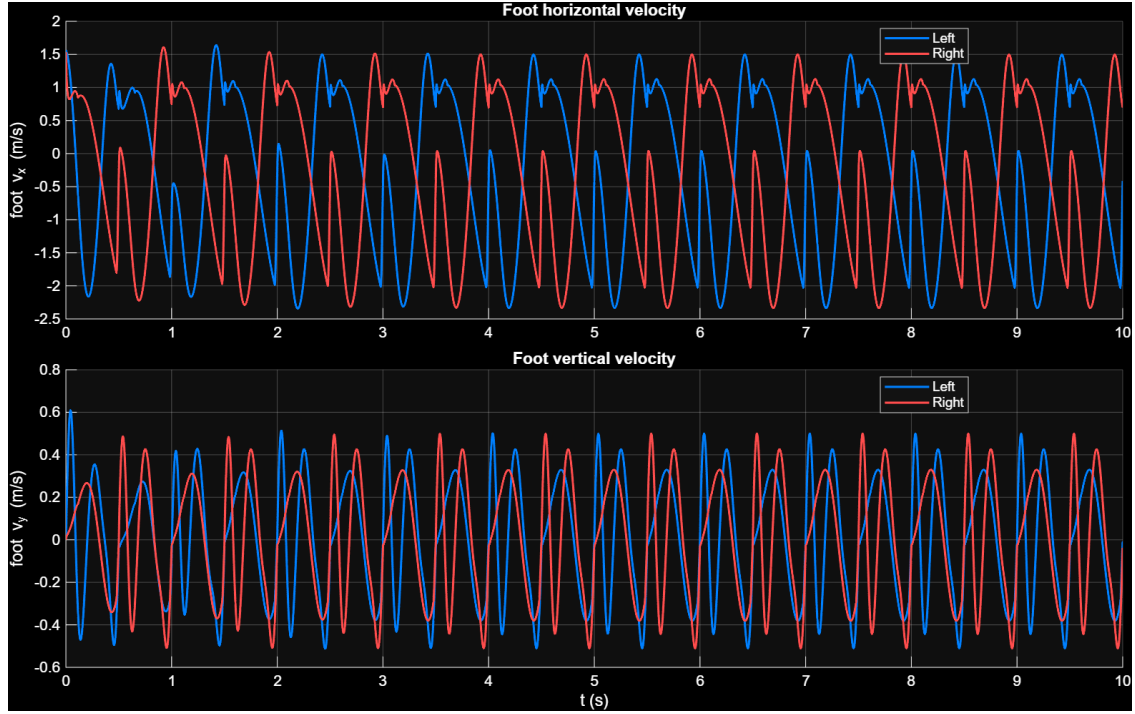 Foot horizontal velocity
Left
Right
2
1.5
1
0.5
0
-0.5
-1
-1.5
-2
-2.5
foot v_x (m/s)
0 1 2 3 4 5 6 7 8 9 10
Foot vertical velocity
Left
Right
0.8
0.6
0.4
0.2
0
-0.2
-0.4
-0.6
foot v_y (m/s)
0 1 2 3 4 5 6 7 8 9 10
t (s)